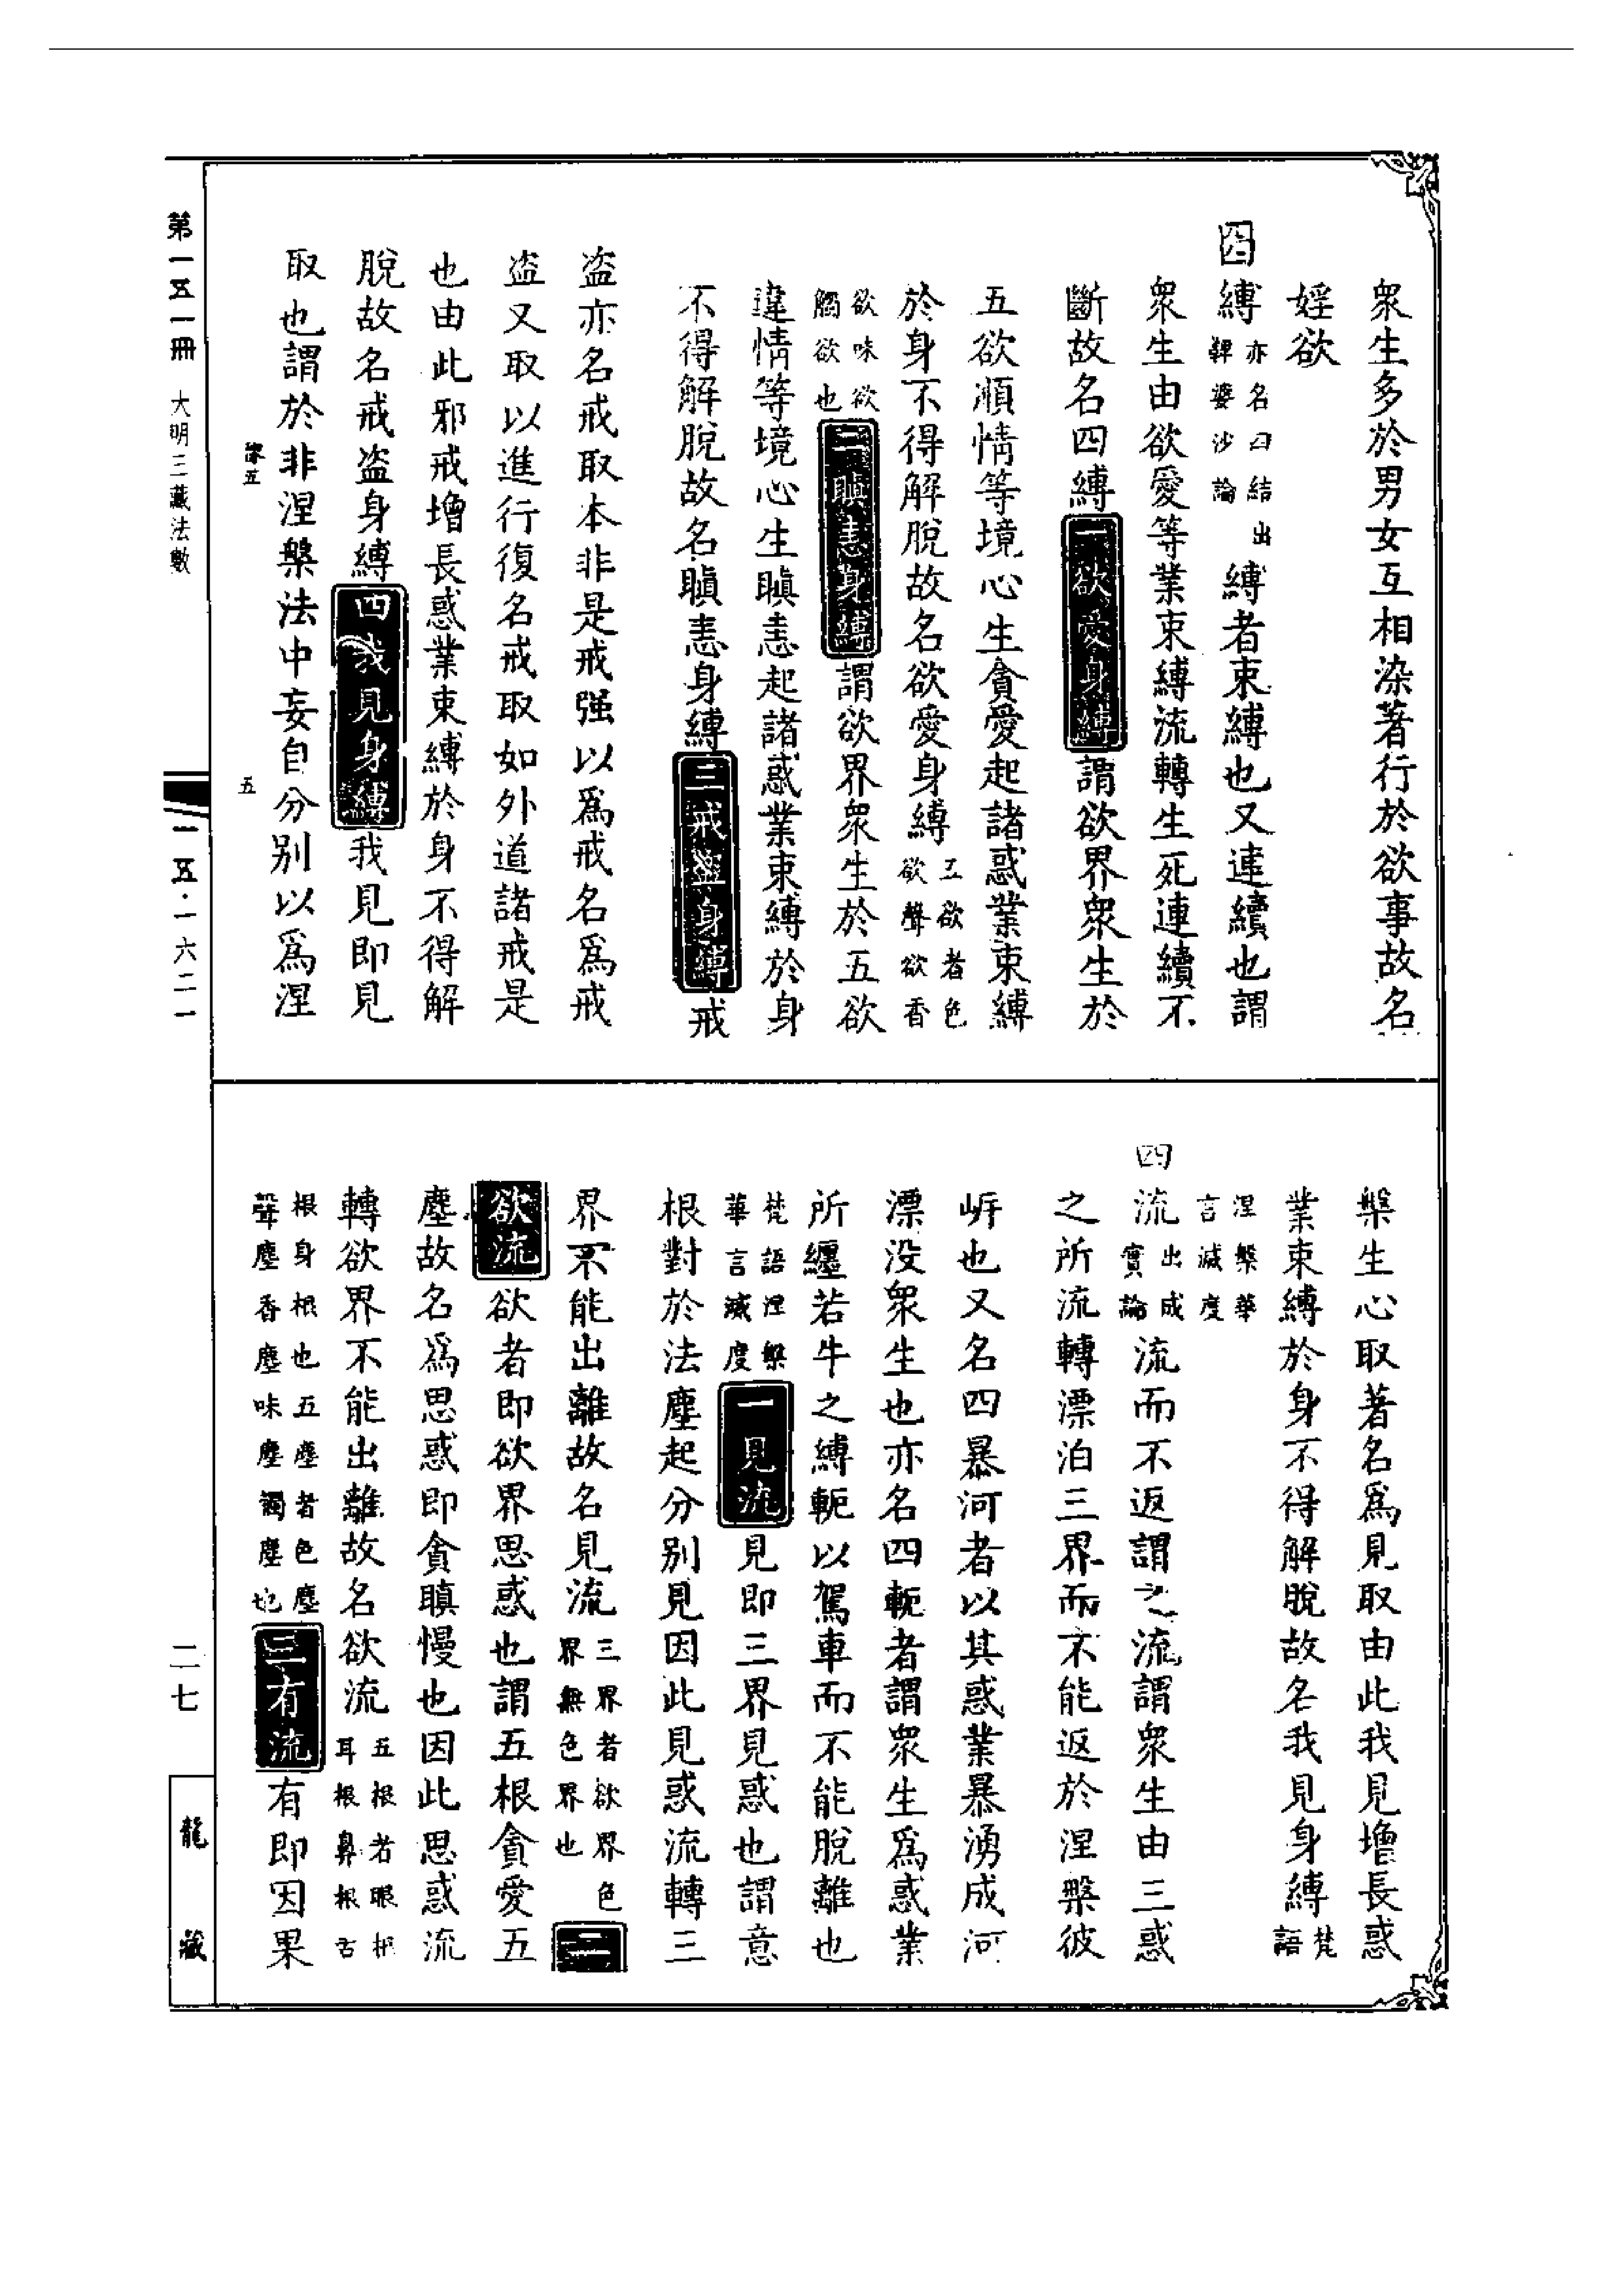 眾生多於男女互相染著行於欲事故名
婬欲
四縛亦名四結出鞞婆沙論縛者束縛也又連續也謂
眾生由欲愛等業束縛流轉生死連續不
斷故名四縛一欲愛身縛謂欲界眾生於
五欲順情等境心生貪愛起諸惑業束縛
於身不得解脫故名欲愛身縛五欲者色欲聲欲香
欲味欲觸欲也二瞋恚身縛謂欲界眾生於五欲
違情等境心生瞋恚起諸惑業束縛於身
不得解脫故名瞋恚身縛三戒盜身縛戒
盜亦名戒取本非是戒强以為戒名為戒
盜又取以進行復名戒取如外道諸戒是
也由此邪戒增長惑業束縛於身不得解
脫故名戒盜身縛四我見身縛我見即見
取也謂於非涅槃法中妄自分別以為涅
槃生心取著名為見取由此我見增長惑
業束縛於身不得解脫故名我見身縛梵語
涅槃華言滅度
四流出成實論流而不返謂之流謂眾生由三惑
之所流轉漂泊三界而不能返於涅槃彼
岸也又名四暴河者以其惑業暴湧成河
漂没眾生也亦名四軛者謂眾生為惑業
所纏若牛之縛軛以駕車而不能脫離也
梵語涅槃華言滅度一見流見即三界見惑也謂意
根對於法塵起分別見因此見惑流轉三
界不能出離故名見流三界者欲界色界無色界也二
欲流欲者即欲界思惑也謂五根貪愛五
塵故名為思惑即貪瞋慢也因此思惑流
轉欲界不能出離故名欲流五根者眼根耳根鼻根舌
根身根也五塵者色塵聲塵香塵味塵觸塵也三有流有即因果
第一五一冊 大明三藏法數
五
一五·一六二一
二七
龍藏